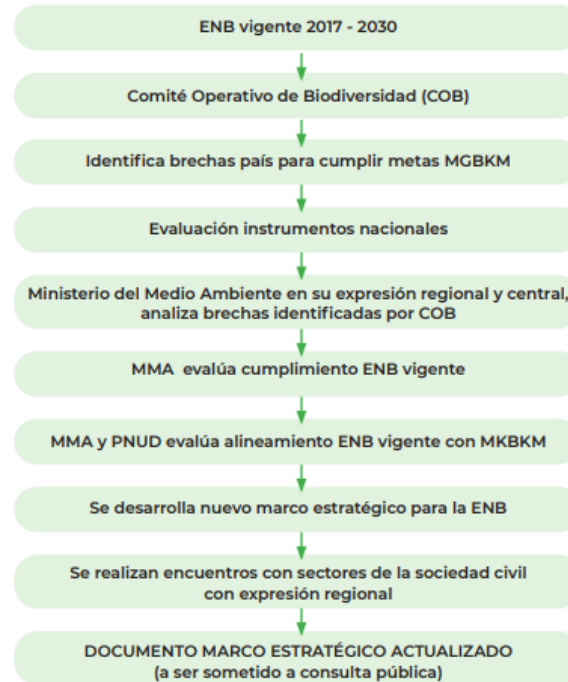 ENB vigente 2017 - 2030
Comité Operativo de Biodiversidad (COB)
Identifica brechas país para cumplir metas MGBKM
Evaluación instrumentos nacionales
Ministerio del Medio Ambiente en su expresión regional y central,
analiza brechas identificadas por COB
MMA evalúa cumplimiento ENB vigente
MMA y PNUD evalúa alineamiento ENB vigente con MKBKM
Se desarrolla nuevo marco estratégico para la ENB
Se realizan encuentros con sectores de la sociedad civil
con expresión regional
DOCUMENTO MARCO ESTRATÉGICO ACTUALIZADO
(a ser sometido a consulta pública)